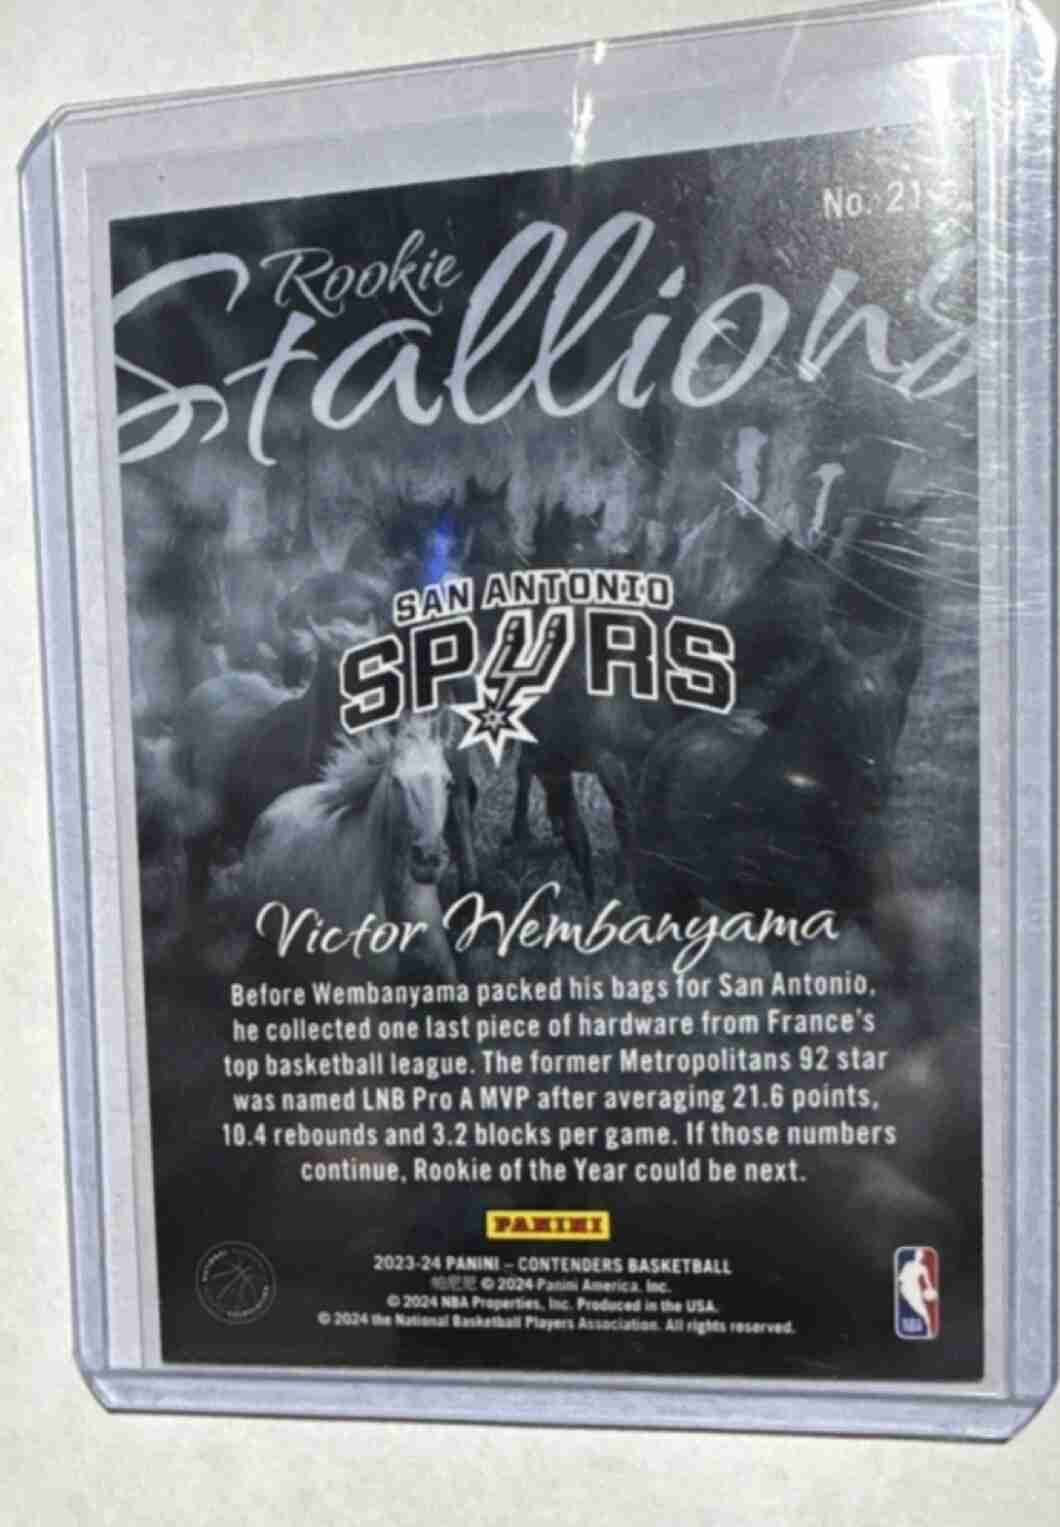 No. 21
Rookie
Stallions
SAN ANTONIO
SPURS
Victor Wembanyama
Before Wembanyama packed his bags for San Antonio,
he collected one last piece of hardware from France's
top basketball league. The former Metropolitans 92 star
was named LNB Pro A MVP after averaging 21.6 points,
10.4 rebounds and 3.2 blocks per game. If those numbers
continue, Rookie of the Year could be next.
PANINI
2023-24 PANINI – CONTENDERS BASKETBALL
© 2024 Panini America, Inc.
© 2024 NBA Properties, Inc. Produced in the USA.
© 2024 the National Basketball Players Association. All rights reserved.
NBA